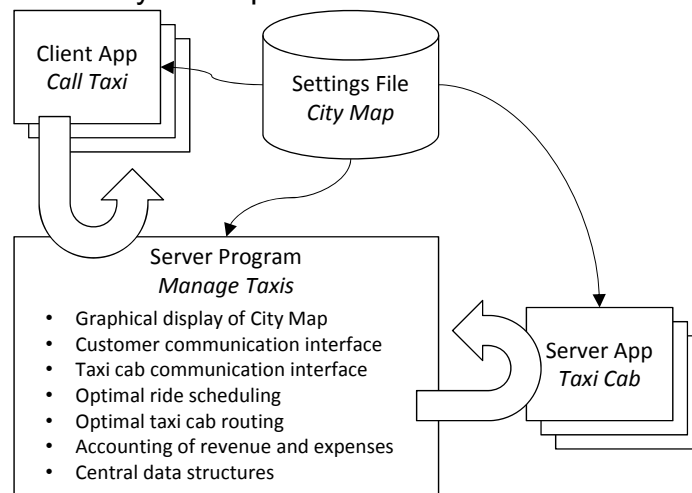 Client App
Call Taxi
Settings File
City Map
Server Program
Manage Taxis
• Graphical display of City Map
• Customer communication interface
• Taxi cab communication interface
• Optimal ride scheduling
• Optimal taxi cab routing
• Accounting of revenue and expenses
• Central data structures
Server App
Taxi Cab